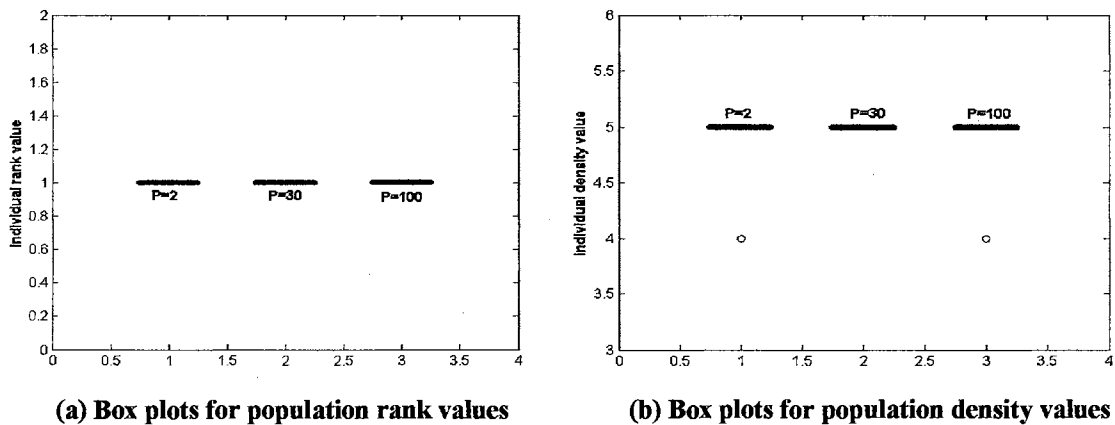 2
1.8
1.6
1.4
1.2
1
0.8
0.6
0.4
0.2
0
Individual rank value
P=2
P=30
P=100
0 0.5 1 1.5 2 2.5 3 3.5 4
(a) Box plots for population rank values
6
5.5
5
4.5
4
3.5
3
Individual density value
P=2
P=30
P=100
0 0.5 1 1.5 2 2.5 3 3.5 4
(b) Box plots for population density values